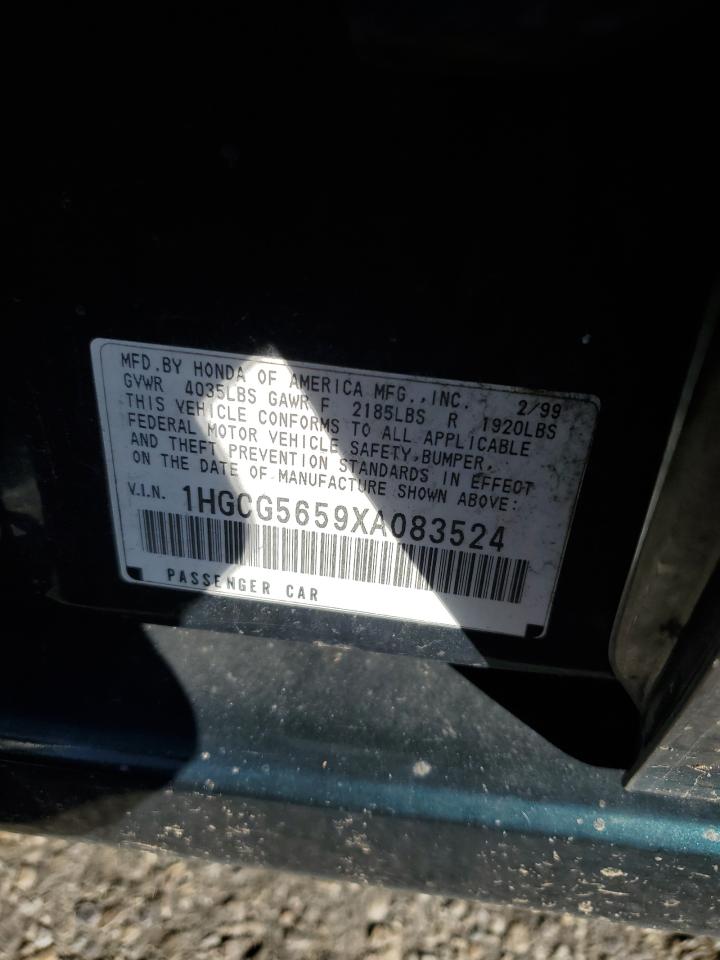 MFD.BY HONDA OF AMERICA MFG.,INC. 2/99
GVWR 4035LBS GAWR F 2185LBS R 1920LBS
THIS VEHICLE CONFORMS TO ALL APPLICABLE
FEDERAL MOTOR VEHICLE SAFETY,BUMPER,
AND THEFT PREVENTION STANDARDS IN EFFECT
ON THE DATE OF MANUFACTURE SHOWN ABOVE:
V.I.N. 1HGCG5659XA083524
PASSENGER CAR